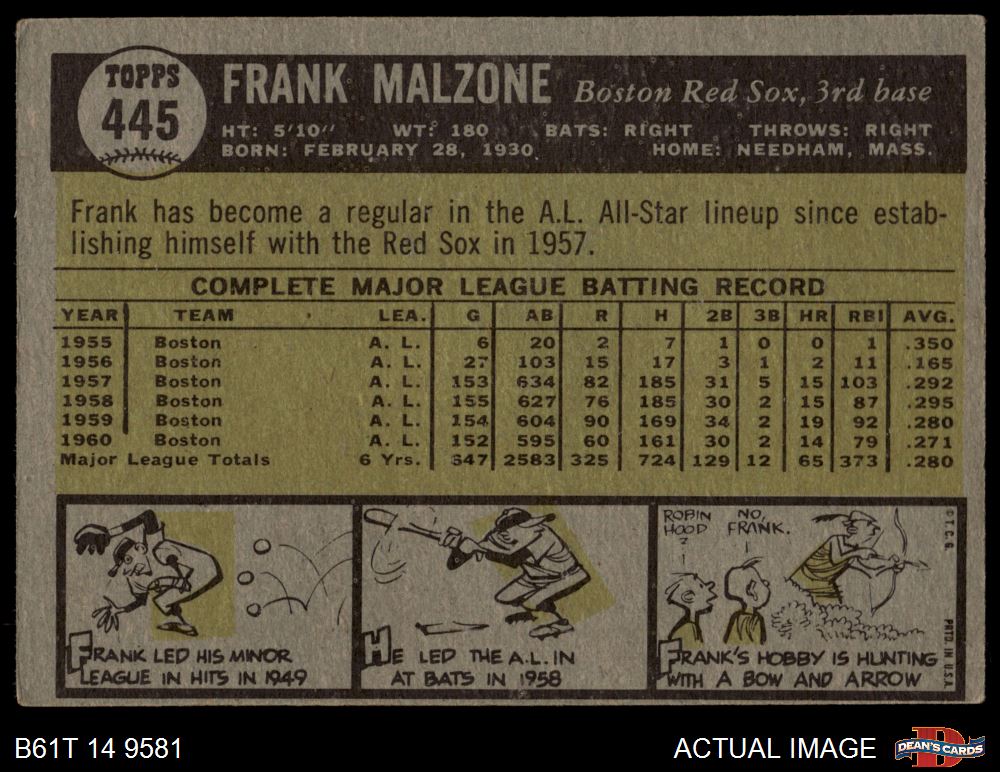 TOPPS
445
FRANK MALZONE Boston Red Sox, 3rd base
HT: 5'10" WT: 180 BATS: RIGHT THROWS: RIGHT
BORN: FEBRUARY 28, 1930 HOME: NEEDHAM, MASS.
Frank has become a regular in the A.L. All-Star lineup since estab-
lishing himself with the Red Sox in 1957.
COMPLETE MAJOR LEAGUE BATTING RECORD
YEAR TEAM LEA. G AB R H 2B 3B HR RBI AVG.
1955 Boston A. L. 6 20 2 7 1 0 0 1 .350
1956 Boston A. L. 27 103 15 17 3 1 2 11 .165
1957 Boston A. L. 153 634 82 185 31 5 15 103 .292
1958 Boston A. L. 155 627 76 185 30 2 15 87 .295
1959 Boston A. L. 154 604 90 169 34 2 19 92 .280
1960 Boston A. L. 152 595 60 161 30 2 14 79 .271
Major League Totals 6 Yrs. 647 2583 325 724 129 12 65 373 .280
FRANK LED HIS MINOR
LEAGUE IN HITS IN 1949
HE LED THE A.L. IN
AT BATS IN 1958
ROBIN
HOOD
?
NO,
FRANK.
FRANK'S HOBBY IS HUNTING
WITH A BOW AND ARROW
© T. C. G.
PRTD. IN U.S.A.
B61T 14 9581
ACTUAL IMAGE
DEAN'S CARDS